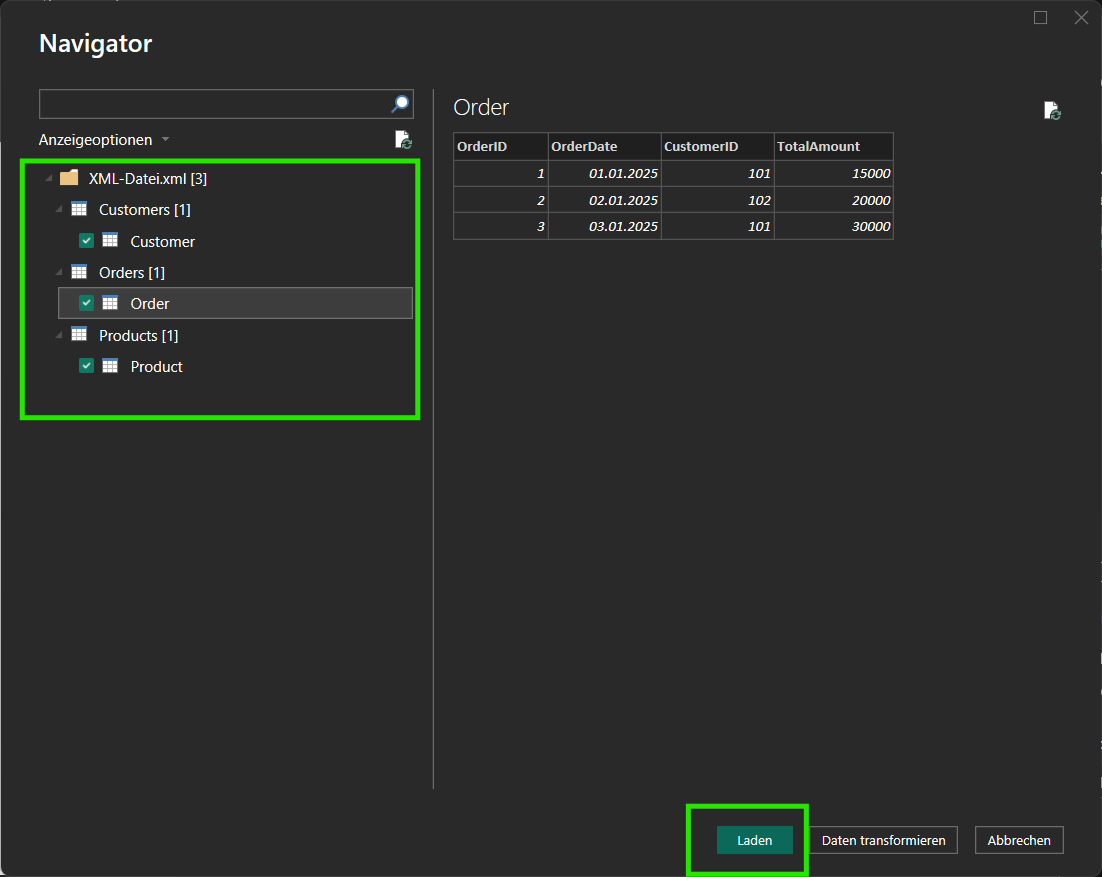 Navigator
Anzeigeoptionen
XML-Datei.xml [3]
Customers [1]
Customer
Orders [1]
Order
Products [1]
Product
Order
OrderID OrderDate CustomerID TotalAmount
1 01.01.2025 101 15000
2 02.01.2025 102 20000
3 03.01.2025 101 30000
Laden Daten transformieren Abbrechen